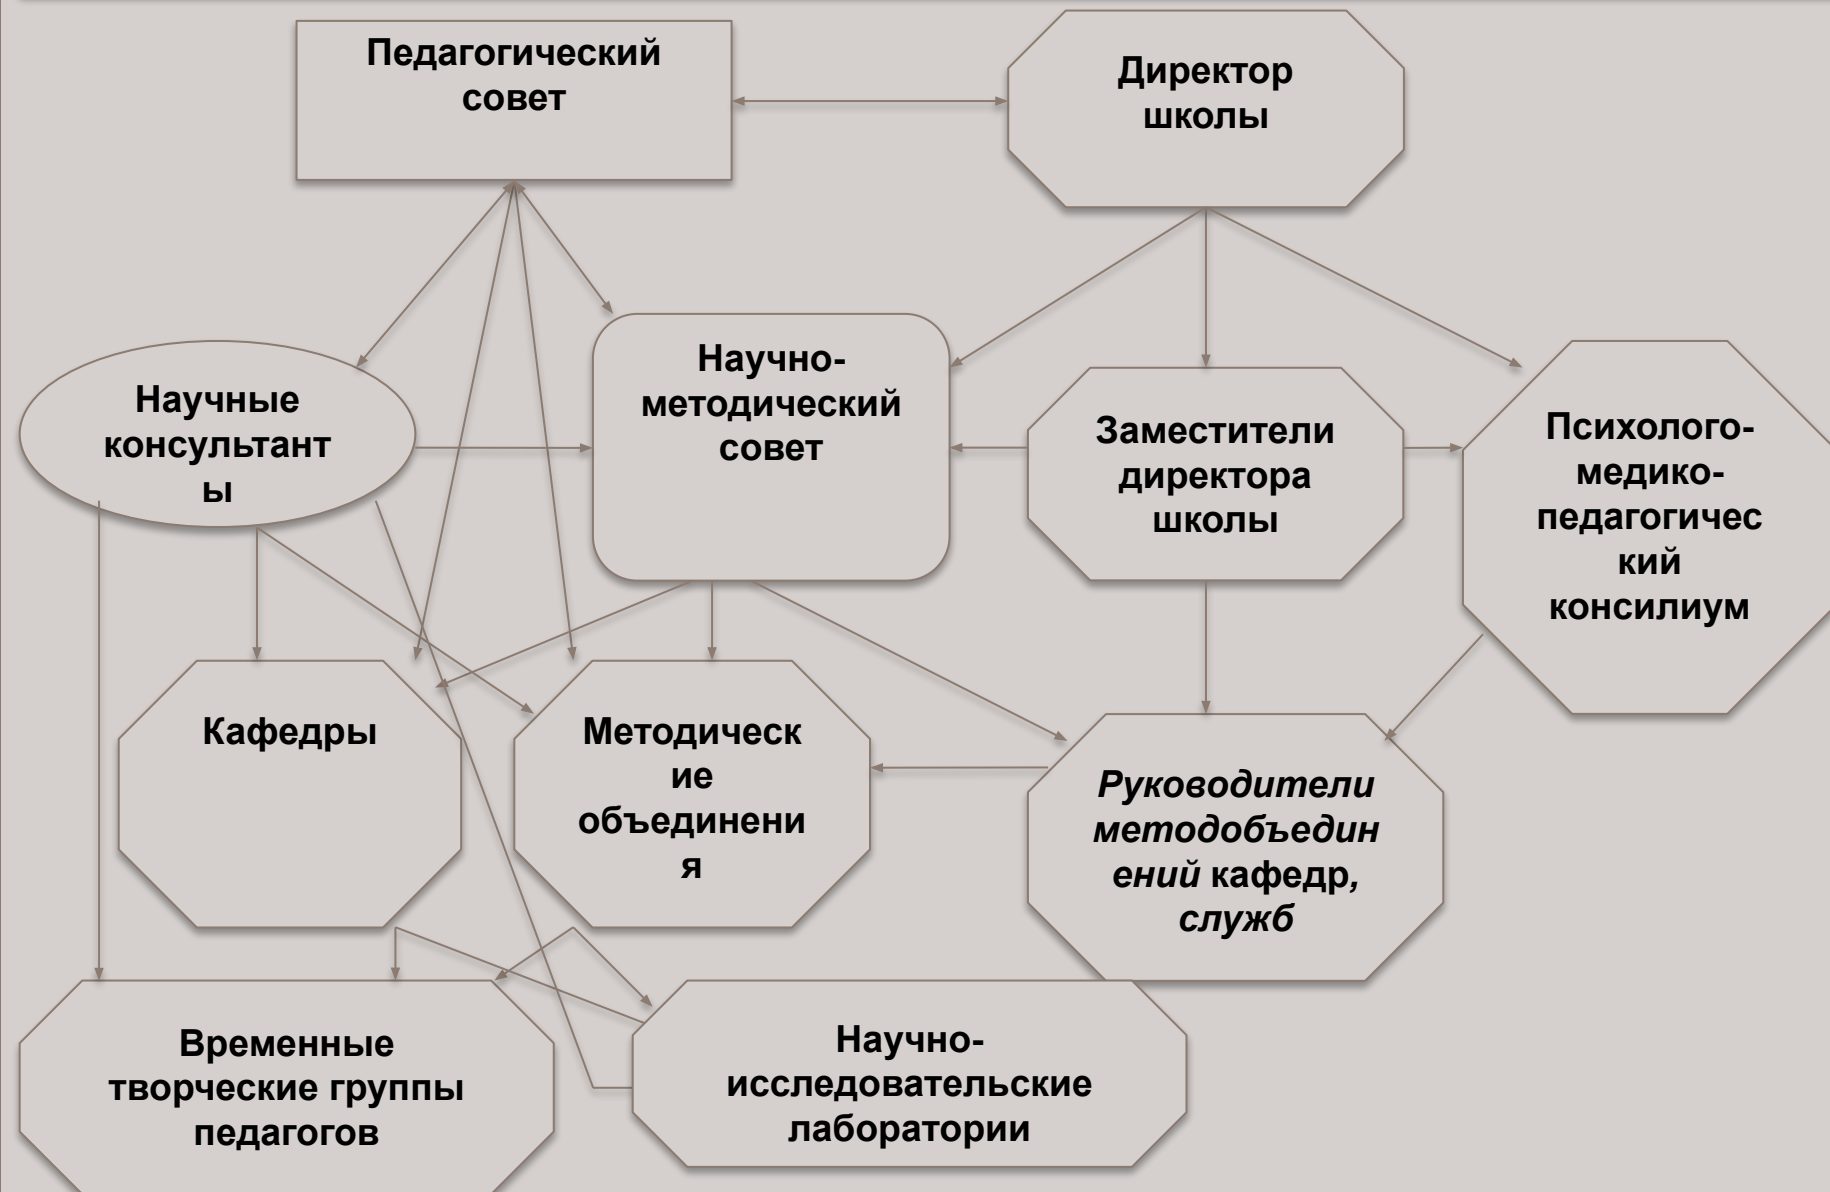 Педагогический
совет
Директор
школы
Научные
консультант
ы
Научно-
методический
совет
Заместители
директора
школы
Психолого-
медико-
педагогичес
кий
консилиум
Кафедры
Методическ
ие
объединени
я
Руководители
методобъедин
ений кафедр,
служб
Временные
творческие группы
педагогов
Научно-
исследовательские
лаборатории